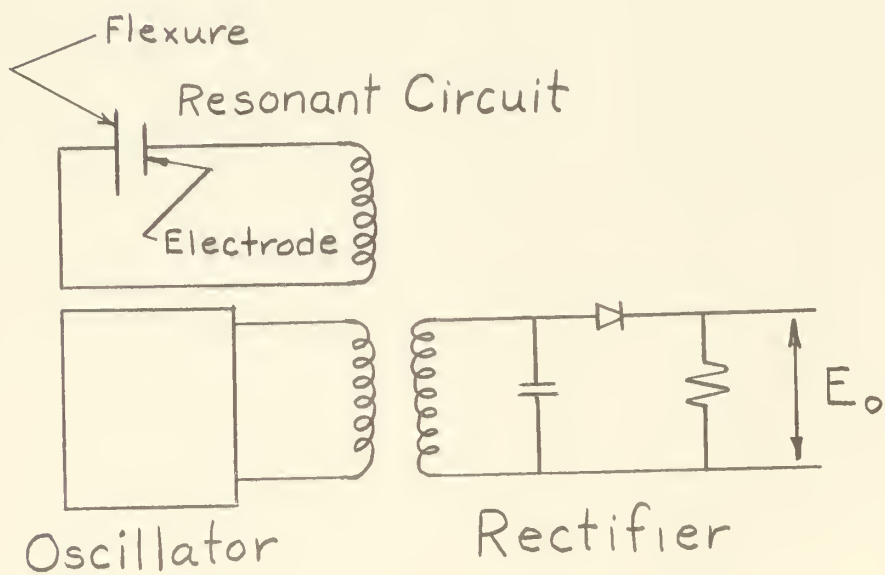 Flexure
Resonant Circuit
Electrode
E₀
Oscillator
Rectifier